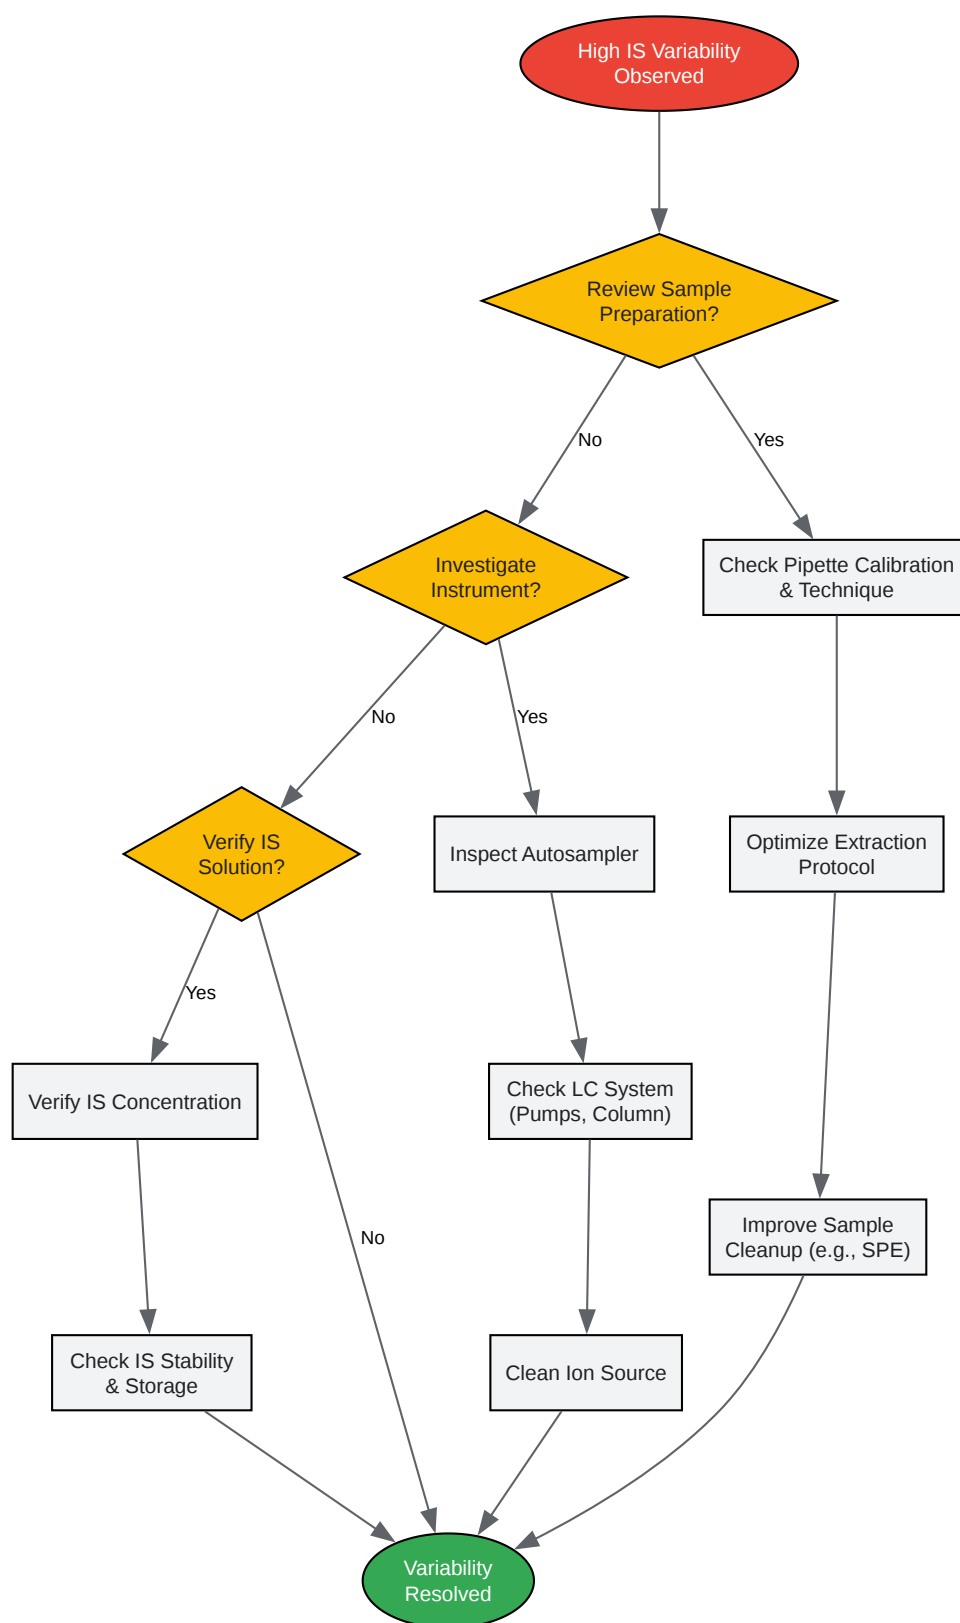 High IS Variability
Observed
Review Sample
Preparation?
No
Yes
Investigate
Instrument?
Check Pipette Calibration
& Technique
No
Yes
Verify IS
Solution?
Inspect Autosampler
Optimize Extraction
Protocol
Yes
Verify IS Concentration
Check LC System
(Pumps, Column)
No
Improve Sample
Cleanup (e.g., SPE)
Check IS Stability
& Storage
Clean Ion Source
Variability
Resolved